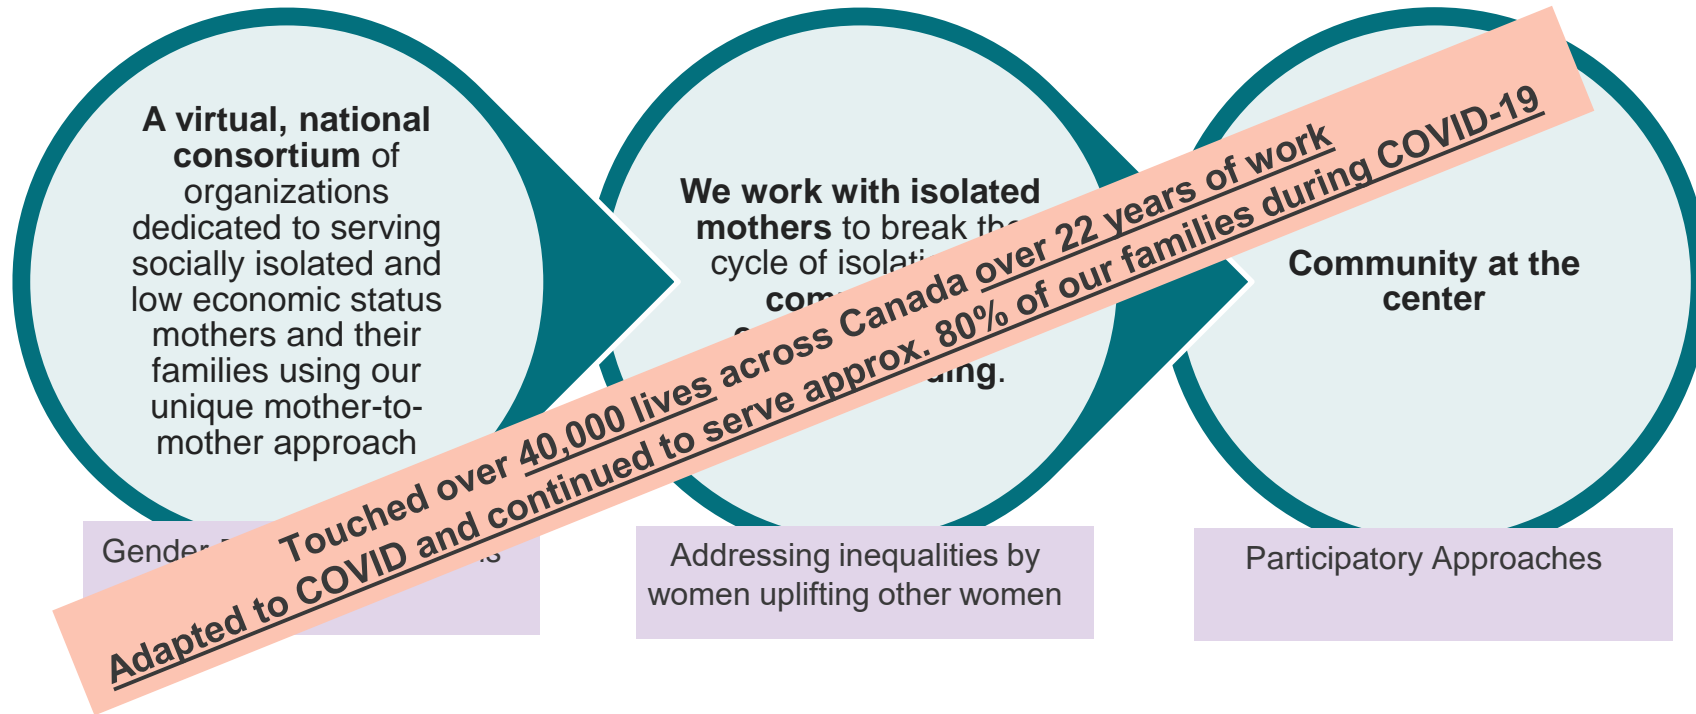 A virtual, national
consortium of
organizations
dedicated to serving
socially isolated and
low economic status
mothers and their
families using our
unique mother-to-
mother approach
We work with isolated
mothers to break the
cycle of
Community at the
center
Touched over 40,000 lives across Canada over 22 years of work
Adapted to COVID and continued to serve approx. 80% of our families during COVID-19
Gender
Addressing inequalities by
women uplifting other women
Participatory Approaches